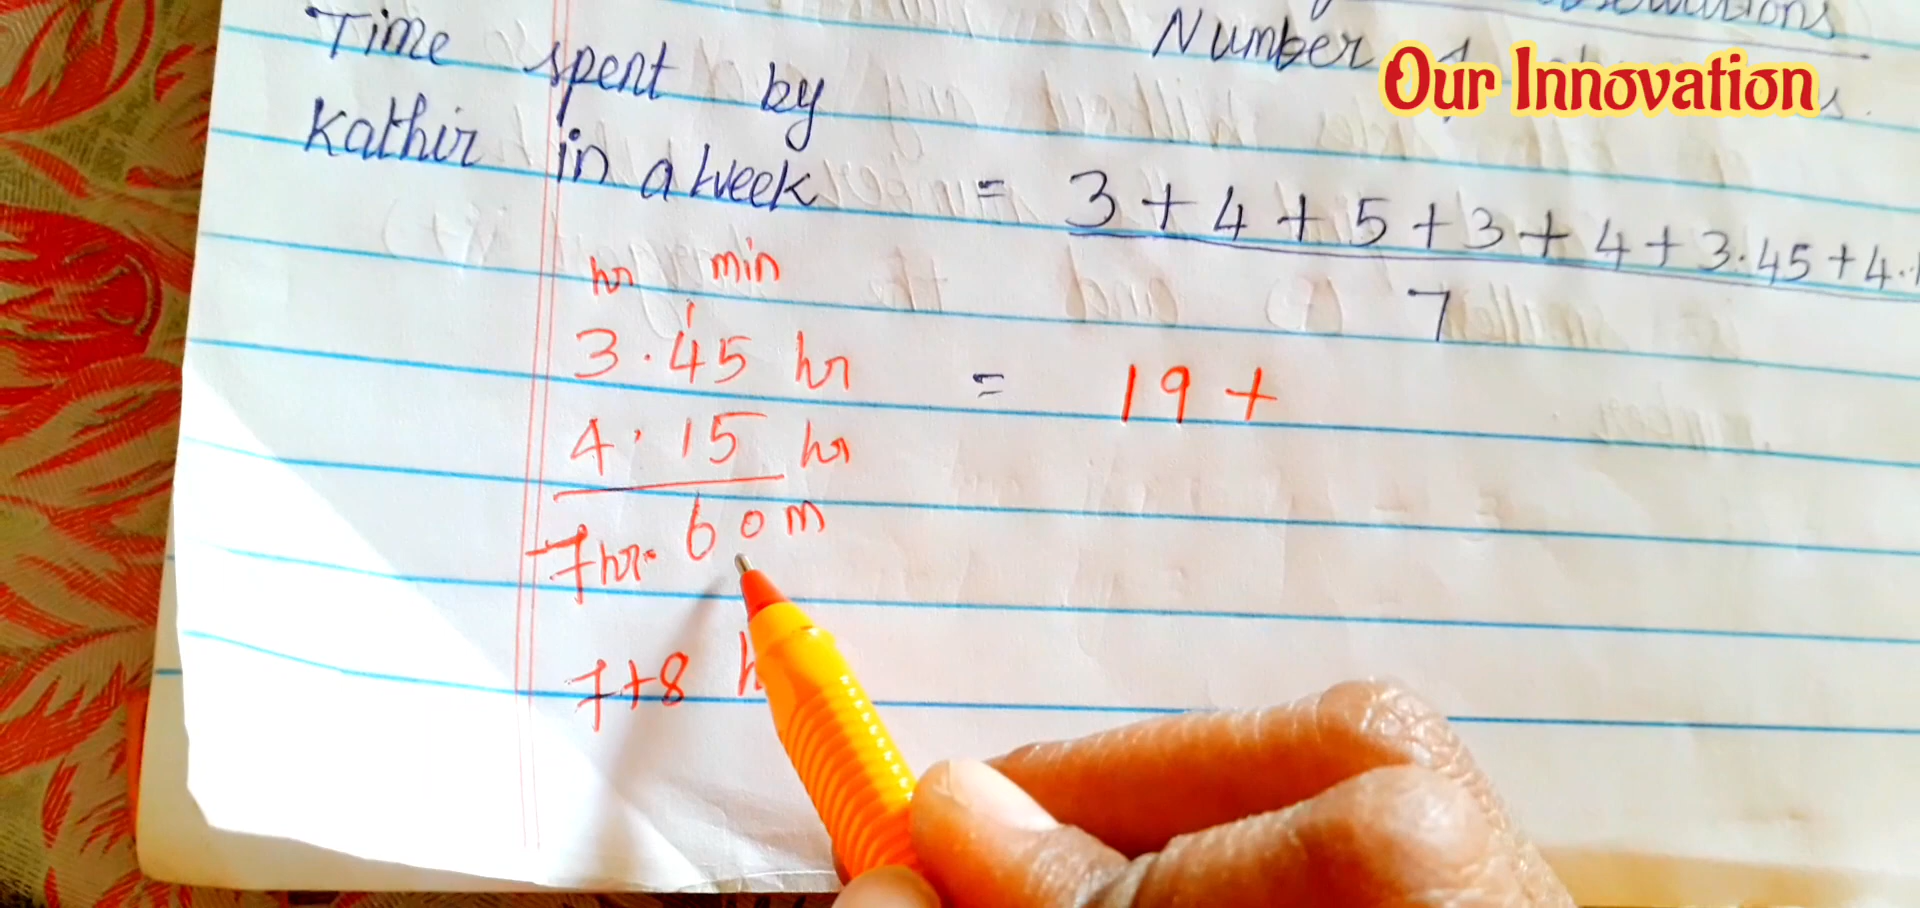 Number
Our Innovation
Time spent by
Kathir in a week = 3 + 4 + 5 + 3 + 4 + 3.45 + 4.
7
hr min
1
3.45 hr = 19 +
4.15 hr
7hr. 60m
7+8 h